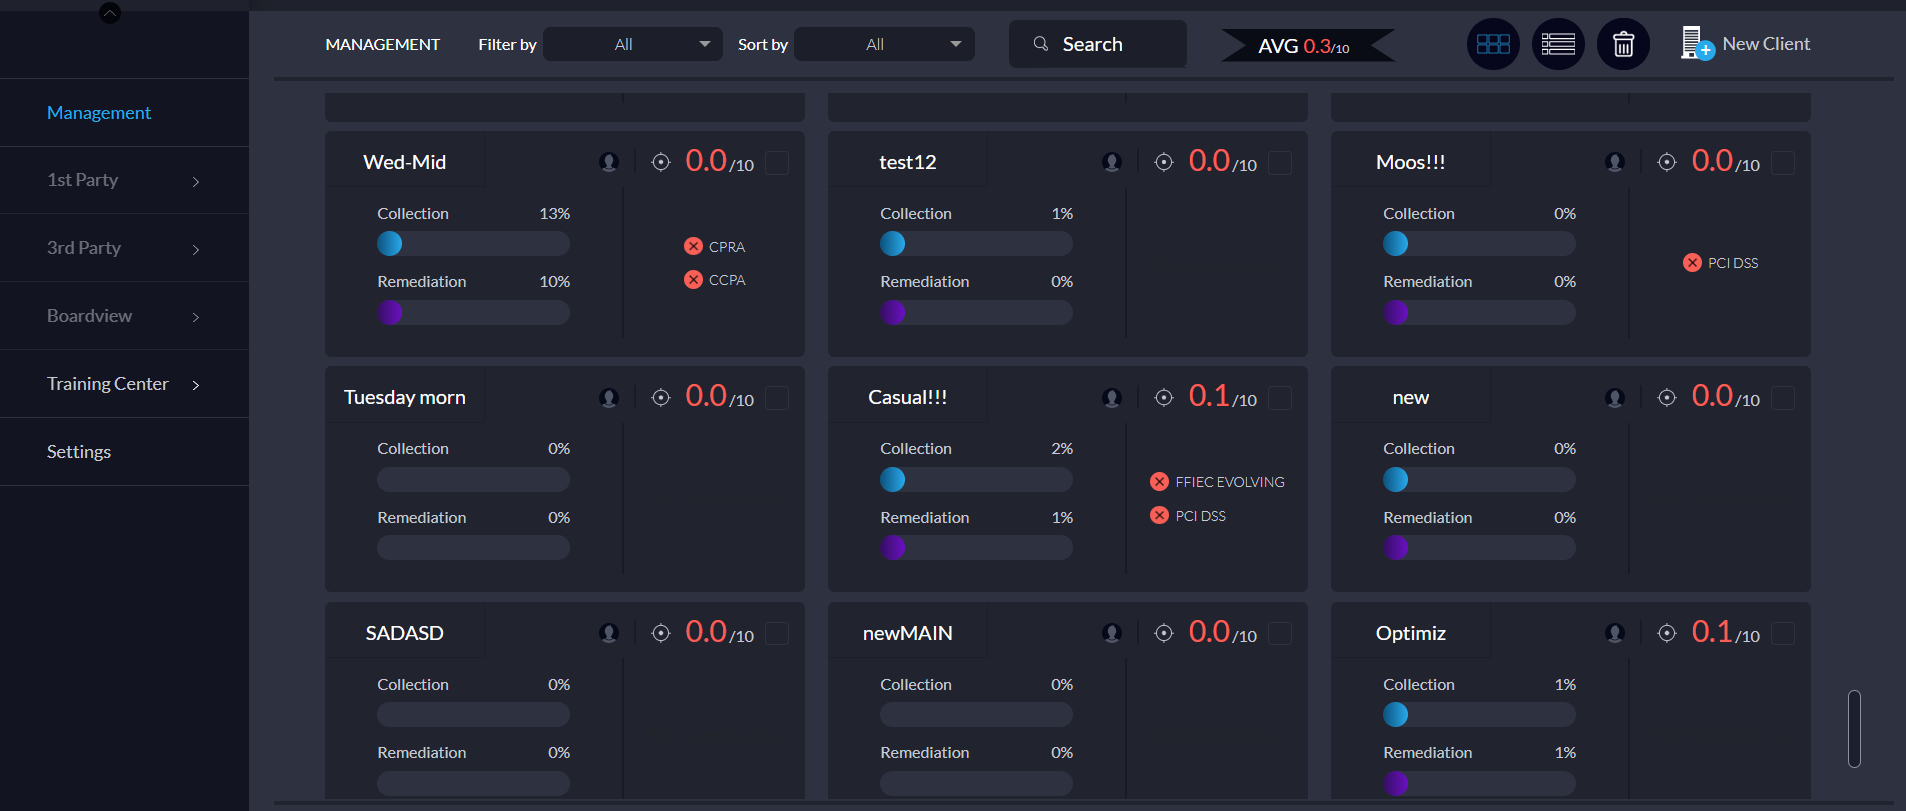 MANAGEMENT
Filter by
All
Sort by
All
Search
AVG 0.3/10
New Client
Management
1st Party
3rd Party
Boardview
Training Center
Settings
Wed-Mid
0.0/10
Collection 13%
Remediation 10%
CPRA
CCPA
test12
0.0/10
Collection 1%
Remediation 0%
Moos!!!
0.0/10
Collection 0%
Remediation 0%
PCI DSS
Tuesday morn
0.0/10
Collection 0%
Remediation 0%
Casual!!!
0.1/10
Collection 2%
Remediation 1%
FFIEC EVOLVING
PCI DSS
new
0.0/10
Collection 0%
Remediation 0%
SADASD
0.0/10
Collection 0%
Remediation 0%
newMAIN
0.0/10
Collection 0%
Remediation 0%
Optimiz
0.1/10
Collection 1%
Remediation 1%